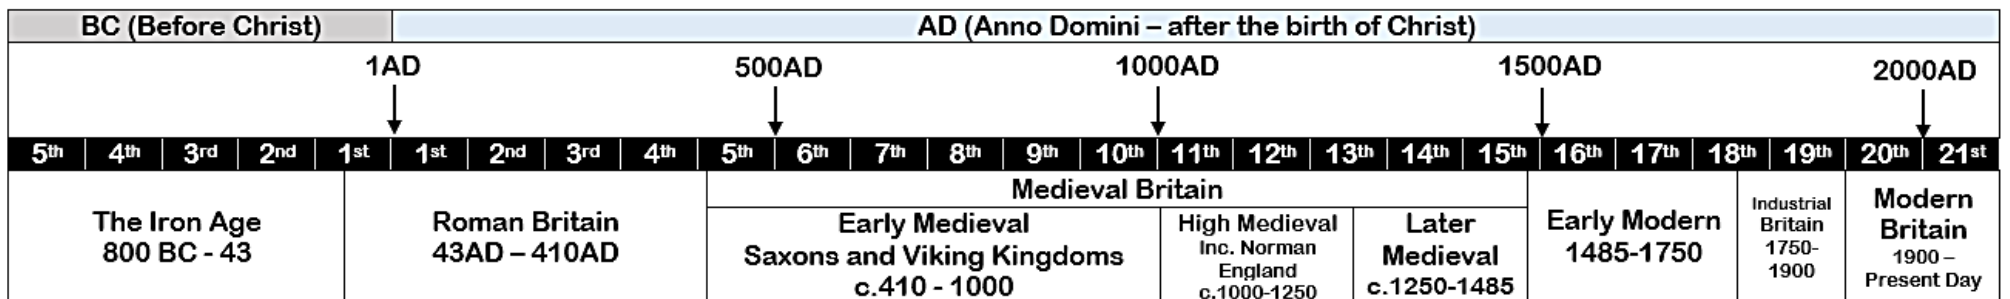 BC (Before Christ)
AD (Anno Domini – after the birth of Christ)
1AD
500AD
1000AD
1500AD
2000AD
5th 4th 3rd 2nd 1st 1st 2nd 3rd 4th 5th 6th 7th 8th 9th 10th 11th 12th 13th 14th 15th 16th 17th 18th 19th 20th 21st
The Iron Age
800 BC - 43
Roman Britain
43AD – 410AD
Medieval Britain
Early Medieval
Saxons and Viking Kingdoms
c.410 - 1000
High Medieval
Inc. Norman
England
c.1000-1250
Later
Medieval
c.1250-1485
Early Modern
1485-1750
Industrial
Britain
1750-
1900
Modern
Britain
1900 –
Present Day